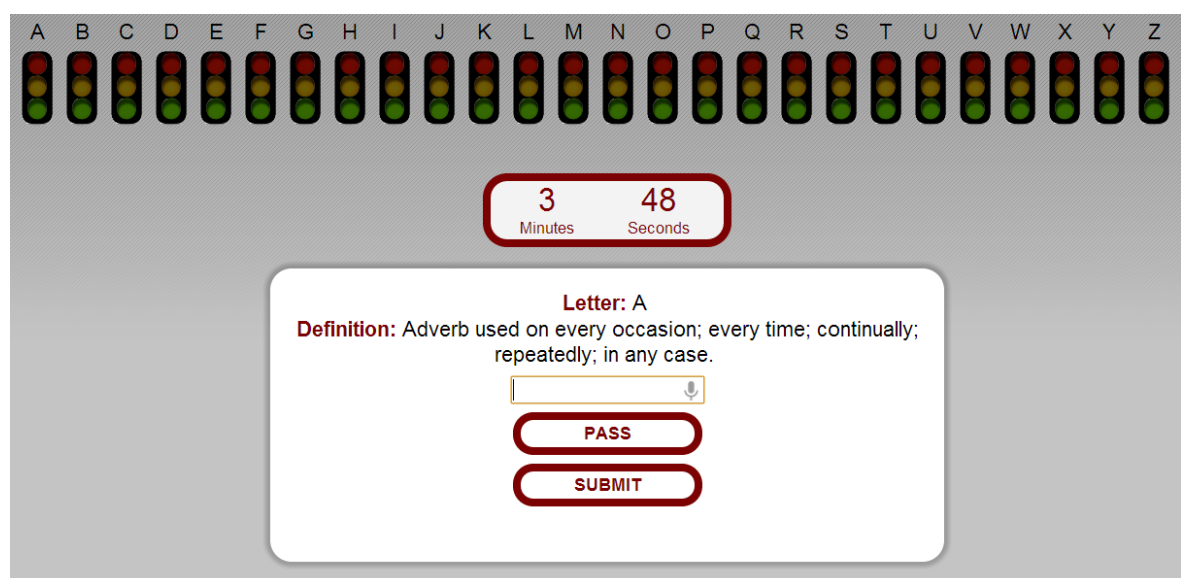 A B C D E F G H I J K L M N O P Q R S T U V W X Y Z
3 48
Minutes Seconds
Letter: A
Definition: Adverb used on every occasion; every time; continually;
repeatedly; in any case.
PASS
SUBMIT